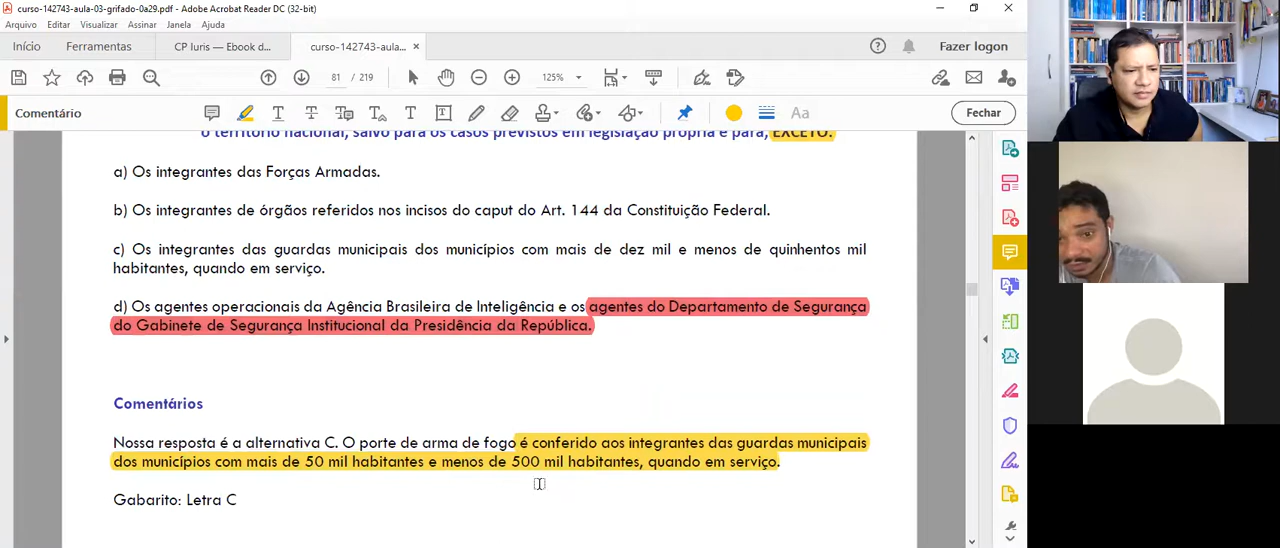 curso-142743-aula-03-grifado-0a29.pdf - Adobe Acrobat Reader DC (32-bit)
Arquivo Editar Visualizar Assinar Janela Ajuda
Início Ferramentas CP Iuris — Ebook d... curso-142743-aula... × Fazer logon
81 / 219 125%
Comentário Aa Fechar
o território nacional, salvo para os casos previstos em legislação própria e para, EXCETO:
a) Os integrantes das Forças Armadas.
b) Os integrantes de órgãos referidos nos incisos do caput do Art. 144 da Constituição Federal.
c) Os integrantes das guardas municipais dos municípios com mais de dez mil e menos de quinhentos mil
habitantes, quando em serviço.
d) Os agentes operacionais da Agência Brasileira de Inteligência e os agentes do Departamento de Segurança
do Gabinete de Segurança Institucional da Presidência da República.
Comentários
Nossa resposta é a alternativa C. O porte de arma de fogo é conferido aos integrantes das guardas municipais
dos municípios com mais de 50 mil habitantes e menos de 500 mil habitantes, quando em serviço.
Gabarito: Letra C